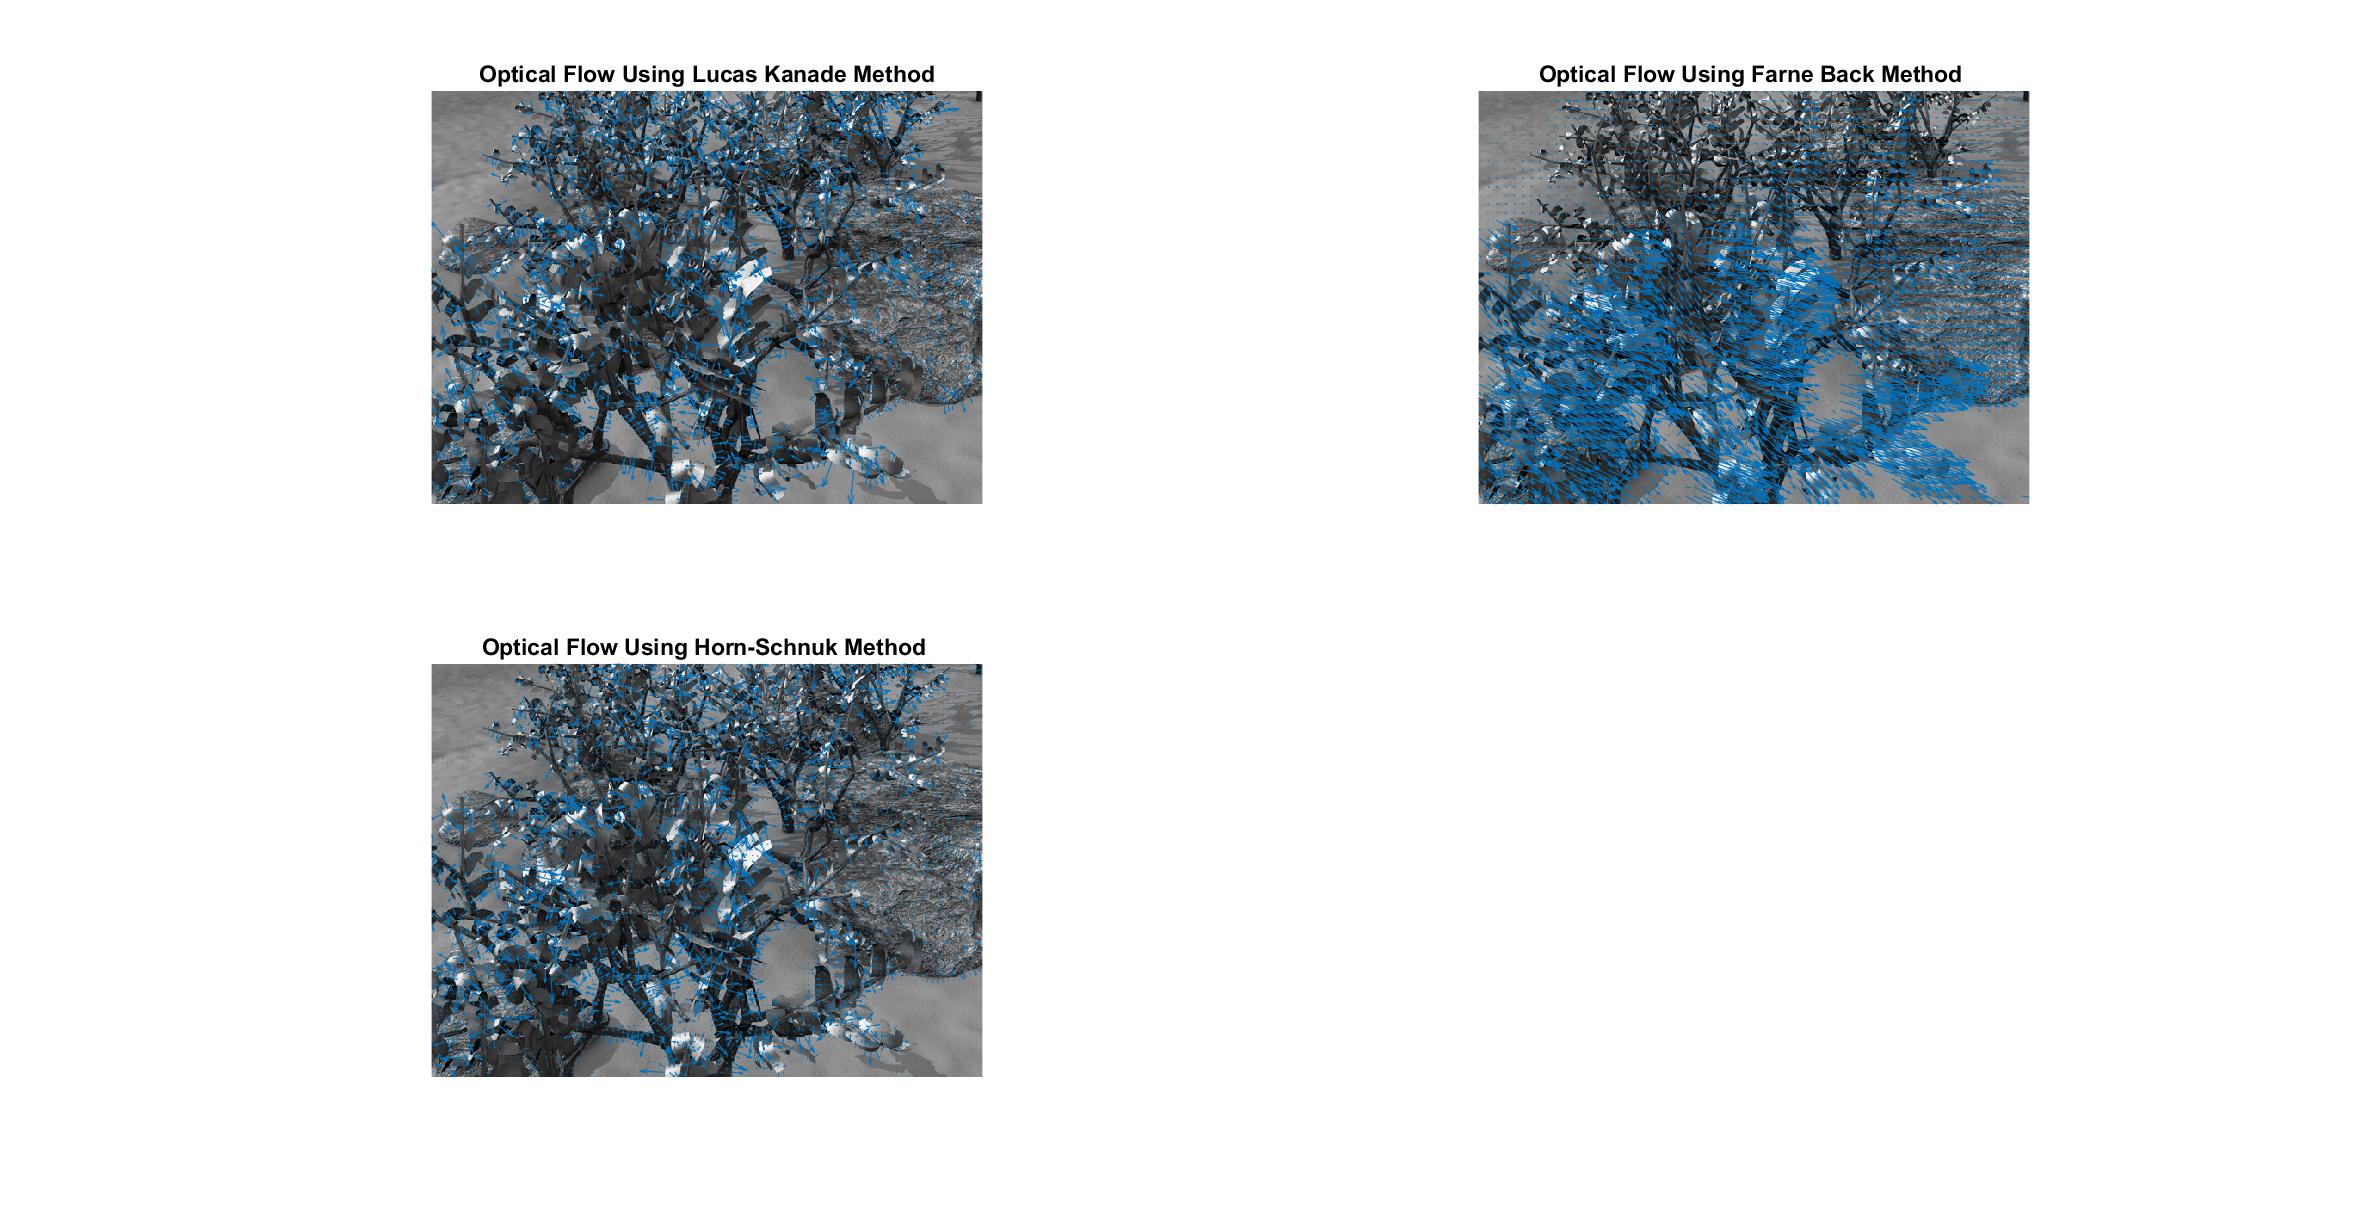 Optical Flow Using Lucas Kanade Method
Optical Flow Using Farne Back Method
Optical Flow Using Horn-Schnuk Method